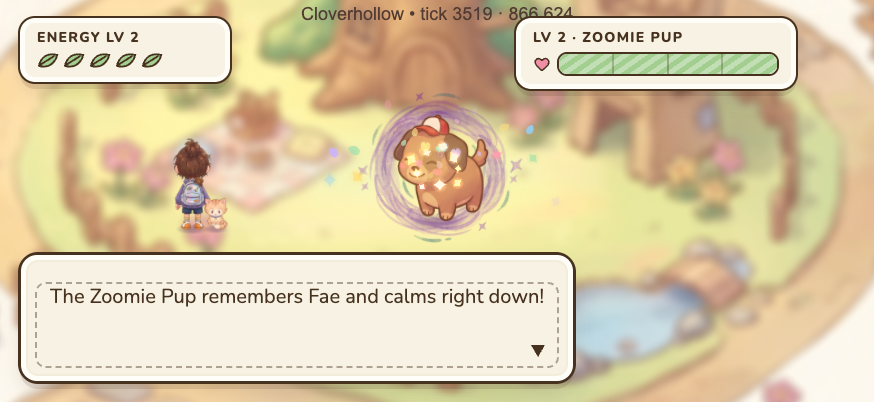 Cloverhollow • tick 3519 · 866,624
ENERGY LV 2
LV 2 · ZOOMIE PUP
The Zoomie Pup remembers Fae and calms right down!